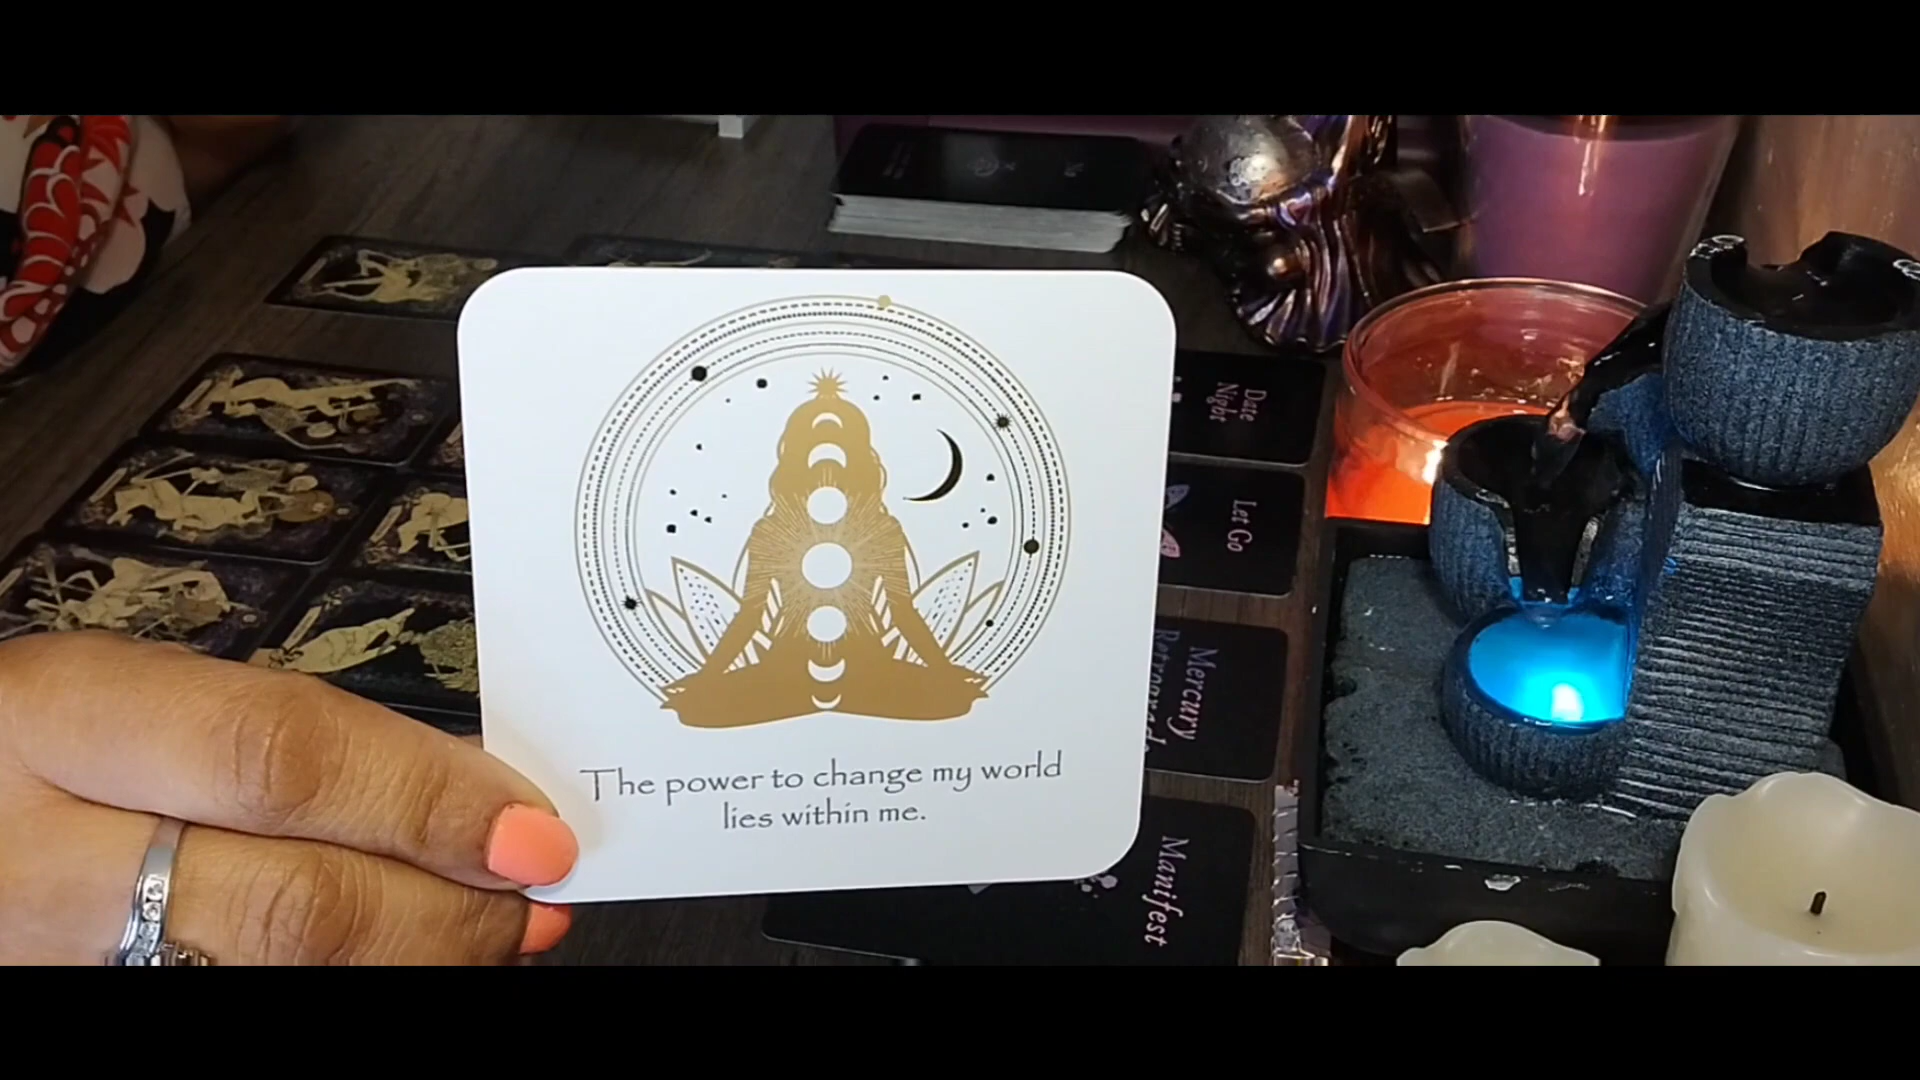 The power to change my world
lies within me.
Date
Night
Let Go
Mercury
Retrograde
Manifest